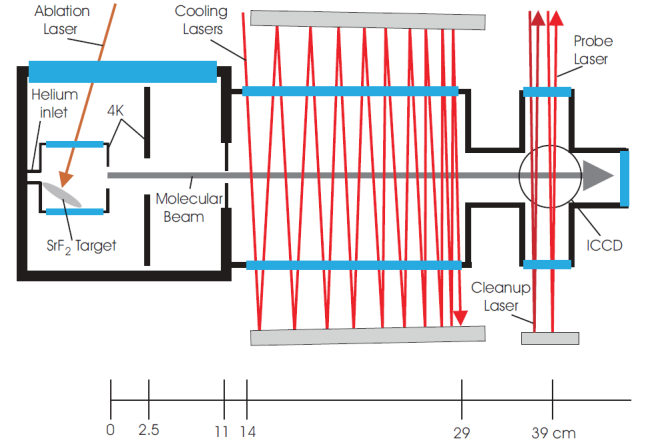 Ablation
Laser
Cooling
Lasers
Probe
Laser
Helium
inlet
4K
Molecular
Beam
SrF2 Target
ICCD
Cleanup
Laser
0 2.5 11 14 29 39 cm